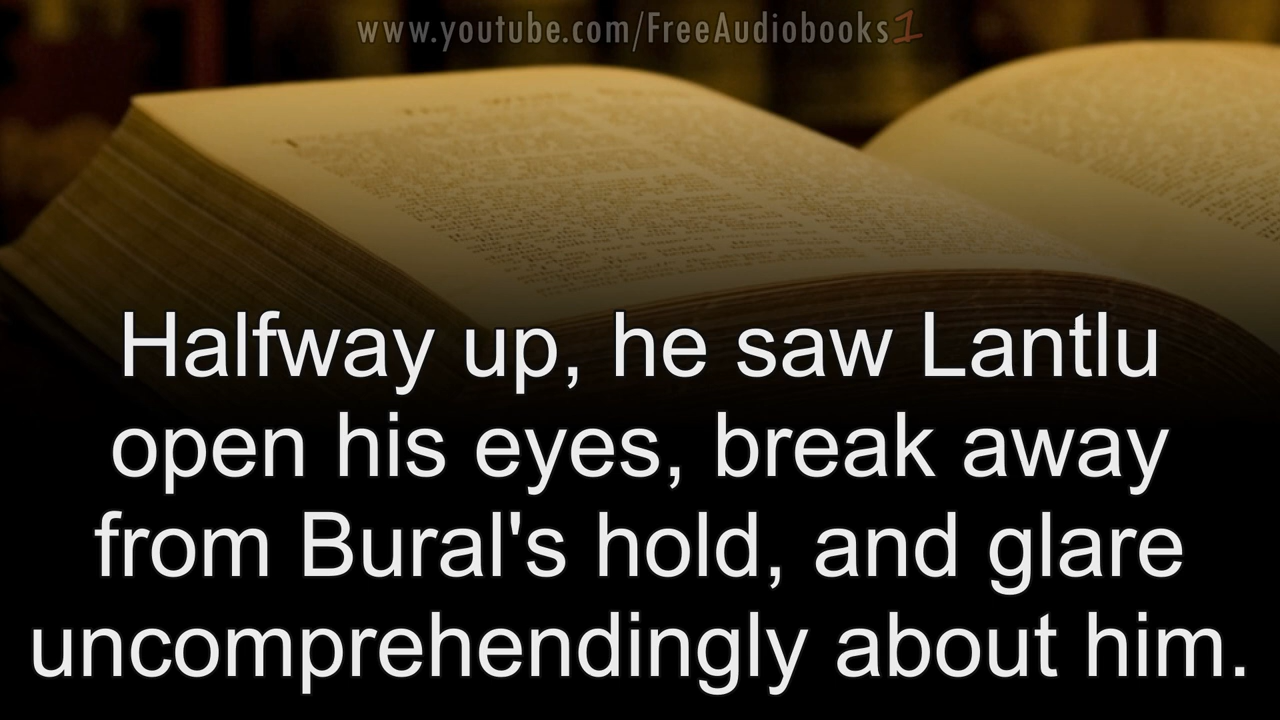 www.youtube.com/FreeAudiobooks1
Halfway up, he saw Lantlu
open his eyes, break away
from Bural's hold, and glare
uncomprehendingly about him.